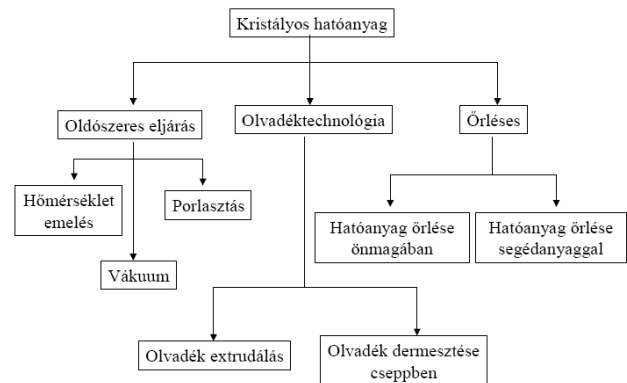 Kristályos hatóanyag
Oldószeres eljárás
Olvadéktechnológia
Őrléses
Hőmérséklet
emelés
Porlasztás
Hatóanyag őrlése
önmagában
Hatóanyag őrlése
segédanyaggal
Vákuum
Olvadék extrudálás
Olvadék dermesztése
cseppben